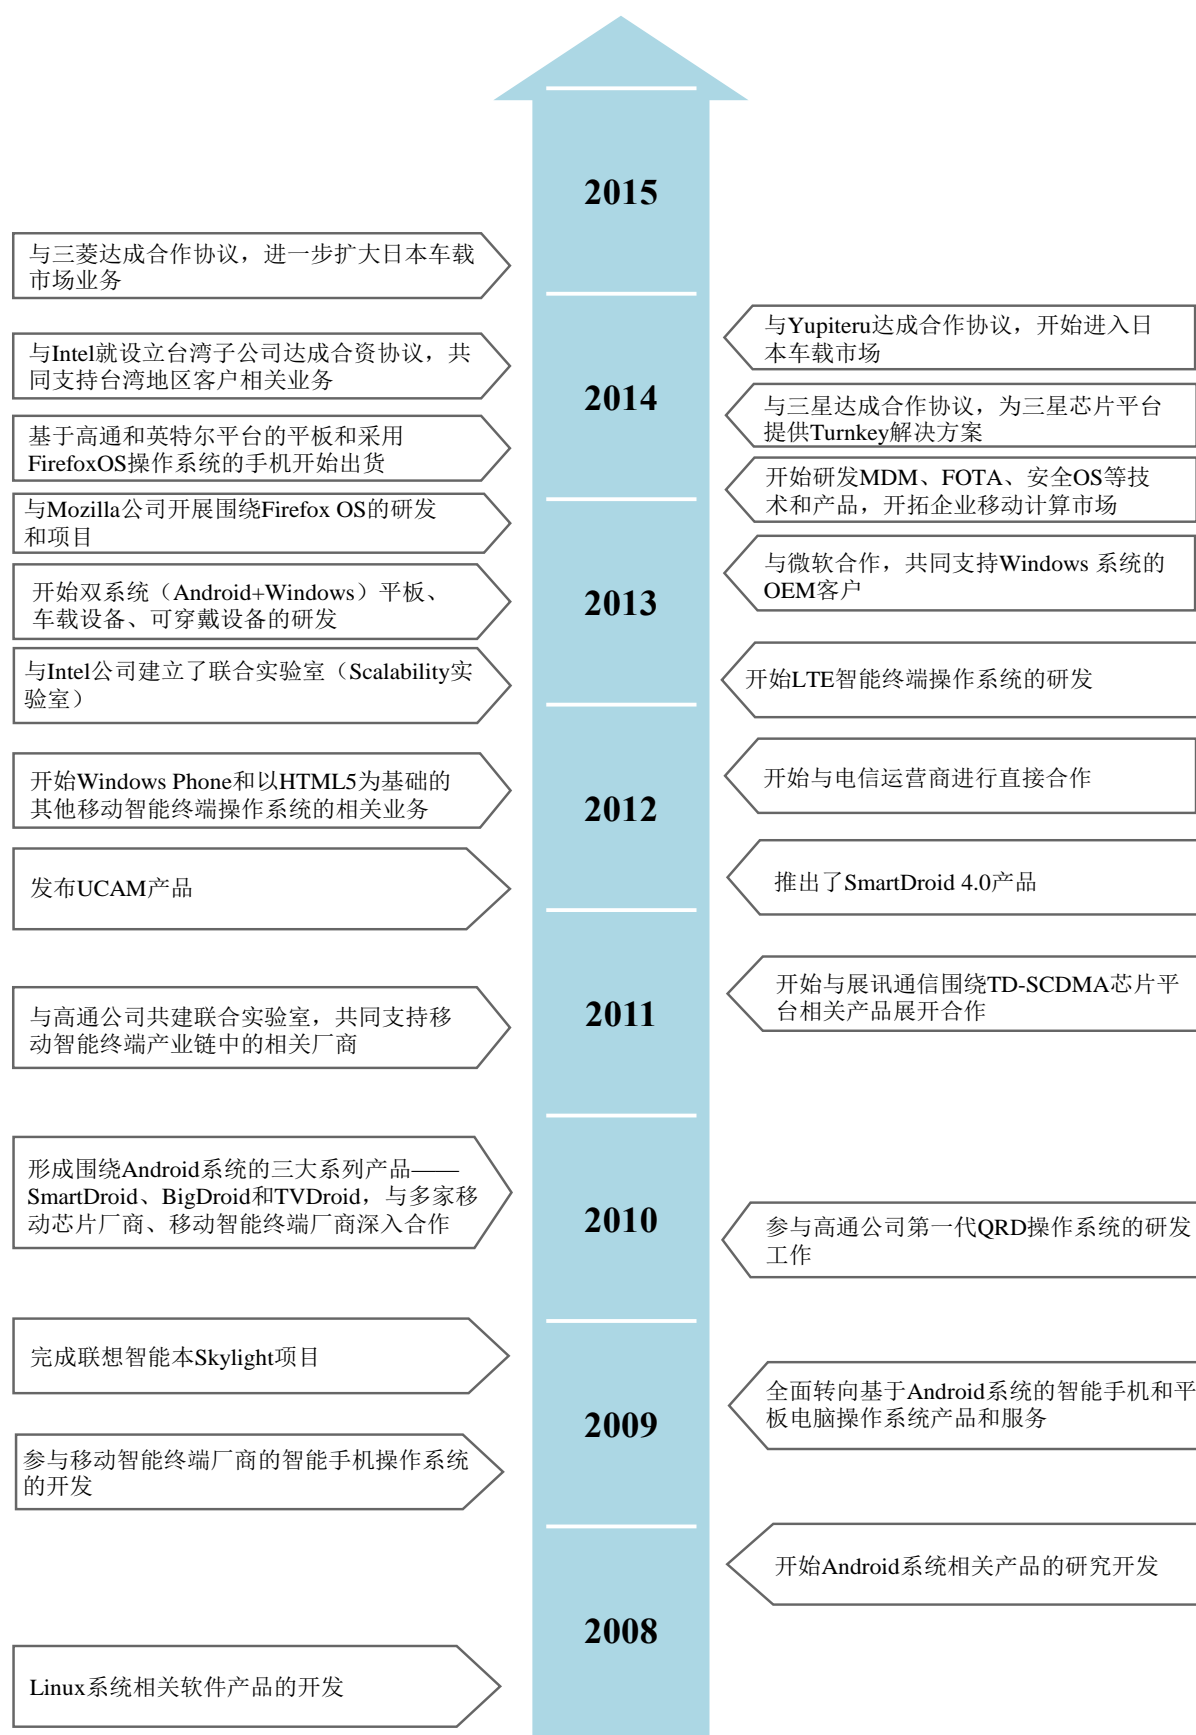 2015
与三菱达成合作协议，进一步扩大日本车载
市场业务
与Yupiteru达成合作协议，开始进入日
本车载市场
与Intel就设立台湾子公司达成合资协议，共
同支持台湾地区客户相关业务
2014
与三星达成合作协议，为三星芯片平台
提供Turnkey解决方案
基于高通和英特尔平台的平板和采用
FirefoxOS操作系统的手机开始出货
开始研发MDM、FOTA、安全OS等技
术和产品，开拓企业移动计算市场
与Mozilla公司开展围绕Firefox OS的研发
和项目
与微软合作，共同支持Windows 系统的
OEM客户
开始双系统（Android+Windows）平板、
车载设备、可穿戴设备的研发
2013
与Intel公司建立了联合实验室（Scalability实
验室）
开始LTE智能终端操作系统的研发
开始Windows Phone和以HTML5为基础的
其他移动智能终端操作系统的相关业务
开始与电信运营商进行直接合作
2012
发布UCAM产品
推出了SmartDroid 4.0产品
开始与展讯通信围绕TD-SCDMA芯片平
台相关产品展开合作
与高通公司共建联合实验室，共同支持移
动智能终端产业链中的相关厂商
2011
形成围绕Android系统的三大系列产品——
SmartDroid、BigDroid和TVDroid，与多家移
动芯片厂商、移动智能终端厂商深入合作
2010
参与高通公司第一代QRD操作系统的研发
工作
完成联想智能本Skylight项目
全面转向基于Android系统的智能手机和平
板电脑操作系统产品和服务
2009
参与移动智能终端厂商的智能手机操作系统
的开发
开始Android系统相关产品的研究开发
2008
Linux系统相关软件产品的开发